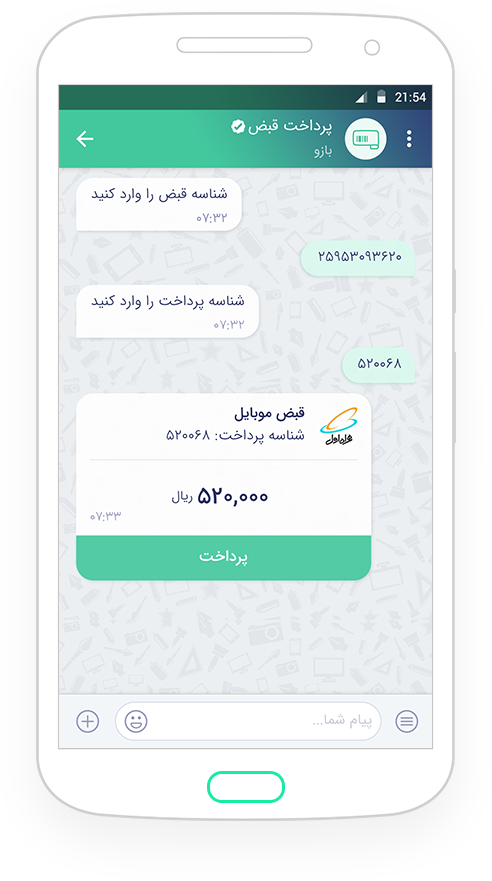 21:54
پرداخت قبض
بازو
شناسه قبض را وارد کنید
۰۷:۳۲
۲۵۹۵۳۰۹۳۶۲۰
شناسه پرداخت را وارد کنید
۰۷:۳۲
۵۲۰۰۶۸
قبض موبایل
شناسه پرداخت: ۵۲۰۰۶۸
همراه اول
۵۲۰,۰۰۰ ریال
۰۷:۳۳
پرداخت
پیام شما...